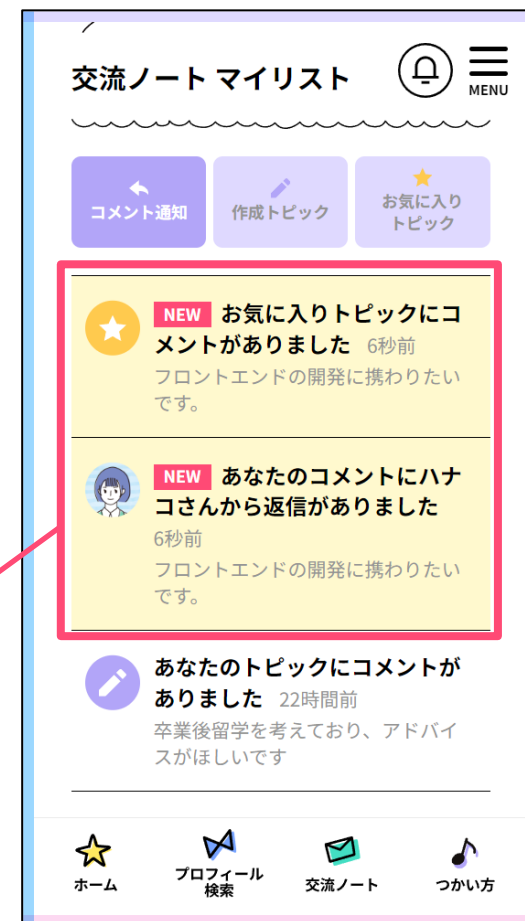 交流ノート マイリスト
MENU
コメント通知
作成トピック
お気に入り
トピック
NEW お気に入りトピックにコ
メントがありました 6秒前
フロントエンドの開発に携わりたい
です。
NEW あなたのコメントにハナ
コさんから返信がありました
6秒前
フロントエンドの開発に携わりたい
です。
あなたのトピックにコメントが
ありました 22時間前
卒業後留学を考えており、アドバイ
スがほしいです
ホーム
プロフィール
検索
交流ノート
つかい方